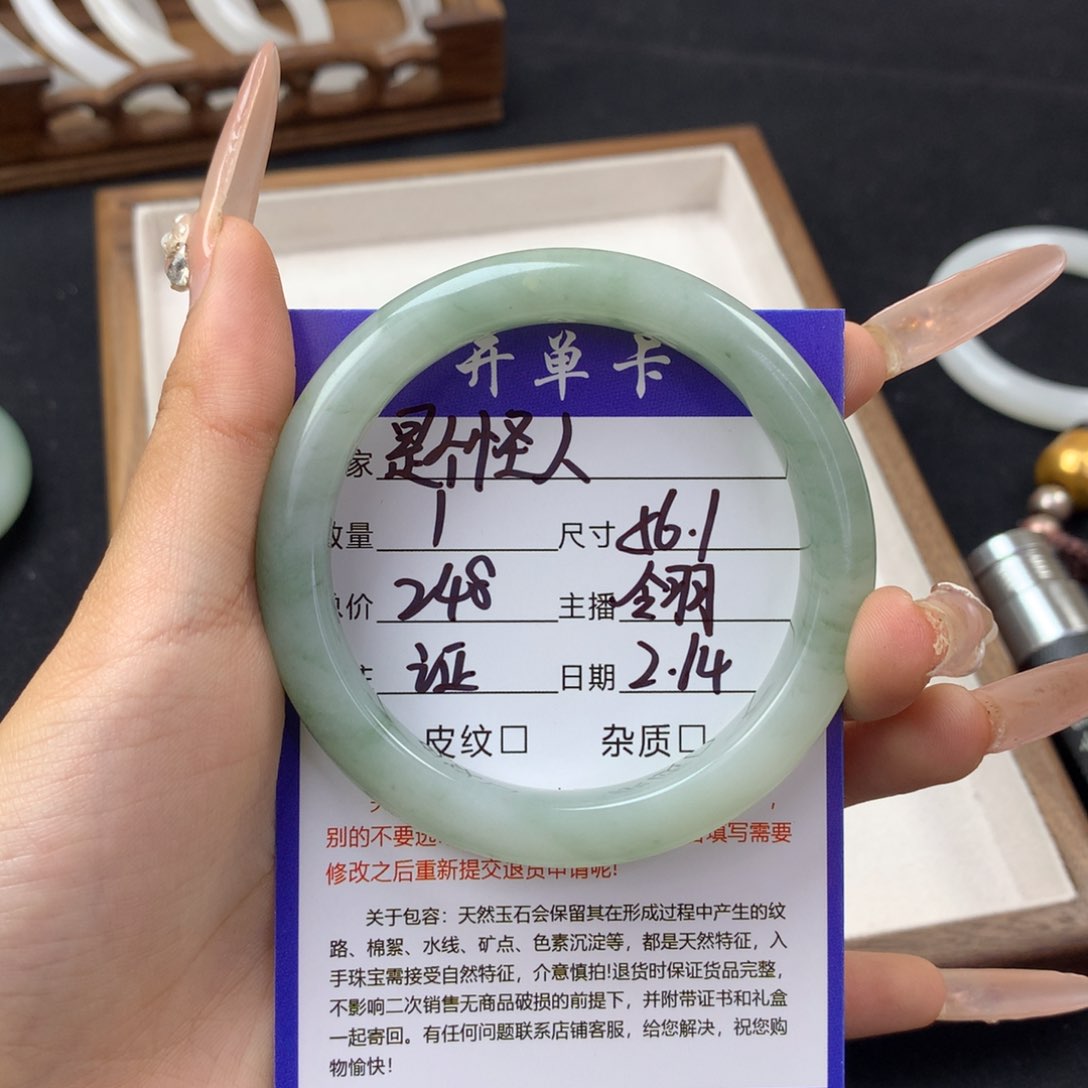 弃单卡
家 是个怪人
数量 1 尺寸 56.1
总价 248 主播 全羽
主 证 日期 2.14
皮纹□ 杂质□
别的不要选 填写需要
修改之后重新提交退货申请呢!
关于包容：天然玉石会保留其在形成过程中产生的纹
路、棉絮、水线、矿点、色素沉淀等，都是天然特征，入
手珠宝需接受自然特征，介意慎拍!退货时保证货品完整，
不影响二次销售无商品破损的前提下，并附带证书和礼盒
一起寄回。有任何问题联系店铺客服，给您解决，祝您购
物愉快！